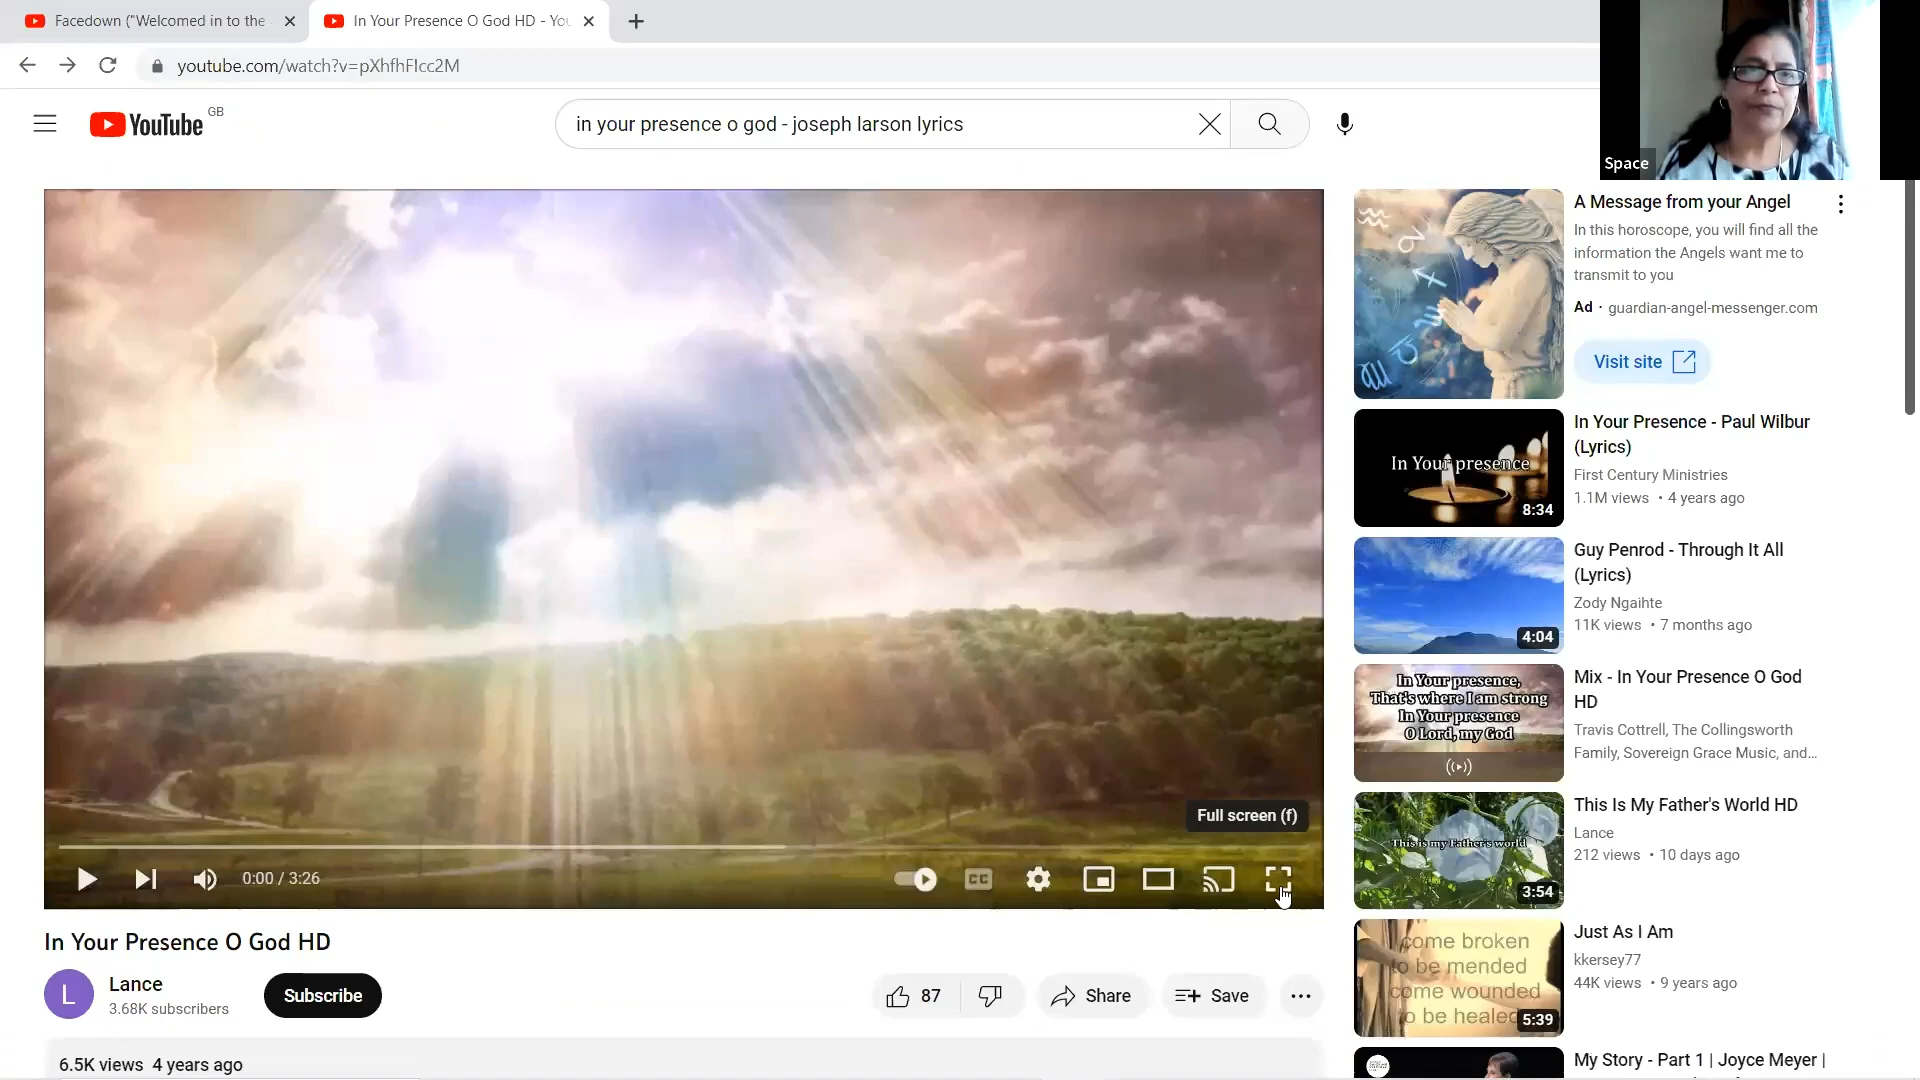 Facedown ("Welcomed in to the
In Your Presence O God HD - You
youtube.com/watch?v=pXhfhFIcc2M
YouTube GB
in your presence o god - joseph larson lyrics
Space
A Message from your Angel
In this horoscope, you will find all the
information the Angels want me to
transmit to you
Ad · guardian-angel-messenger.com
Visit site
In Your presence
8:34
In Your Presence - Paul Wilbur
(Lyrics)
First Century Ministries
1.1M views • 4 years ago
4:04
Guy Penrod - Through It All
(Lyrics)
Zody Ngaihte
11K views • 7 months ago
In Your presence,
That's where I am strong
In Your presence
O Lord, my God
Mix - In Your Presence O God
HD
Travis Cottrell, The Collingsworth
Family, Sovereign Grace Music, and...
This is my Father's world
3:54
This Is My Father's World HD
Lance
212 views • 10 days ago
come broken
to be mended
come wounded
to be healed
5:39
Just As I Am
kkersey77
44K views • 9 years ago
My Story - Part 1 | Joyce Meyer |
Full screen (f)
0:00 / 3:26
CC
In Your Presence O God HD
L
Lance
3.68K subscribers
Subscribe
87
Share
Save
6.5K views 4 years ago